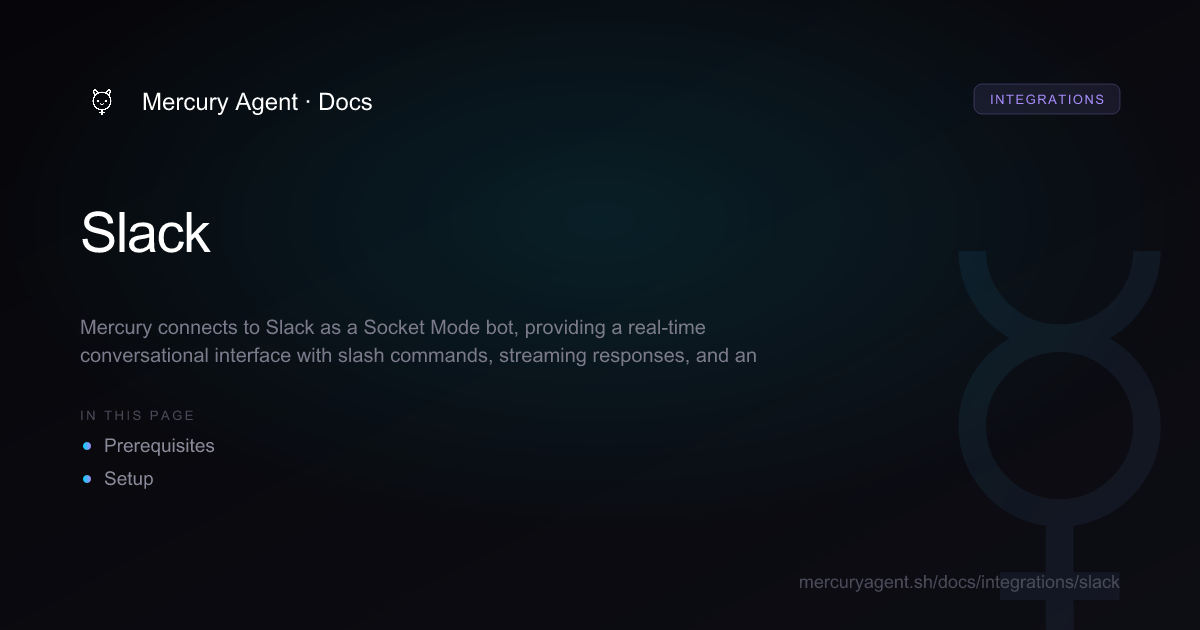 Mercury Agent · Docs
INTEGRATIONS
Slack
Mercury connects to Slack as a Socket Mode bot, providing a real-time
conversational interface with slash commands, streaming responses, and an
IN THIS PAGE
Prerequisites
Setup
mercuryagent.sh/docs/integrations/slack